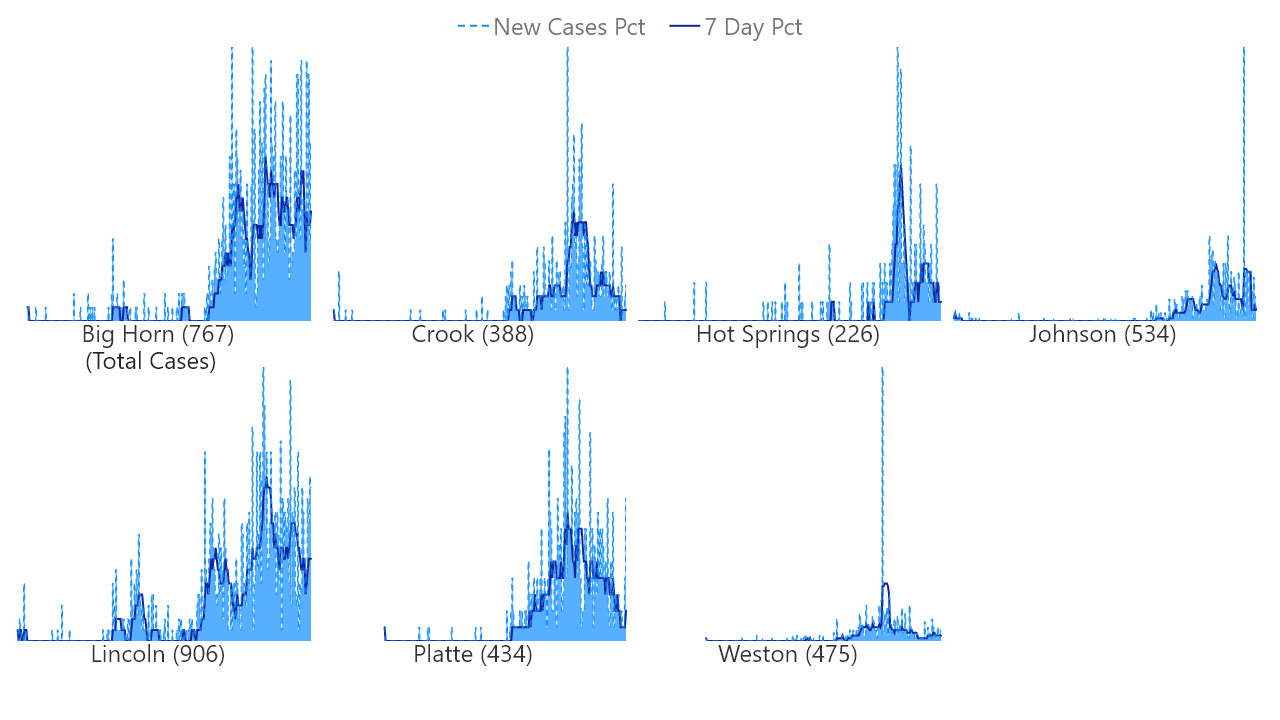 New Cases Pct 7 Day Pct
Big Horn (767) Crook (388) Hot Springs (226) Johnson (534)
(Total Cases)
Lincoln (906) Platte (434) Weston (475)